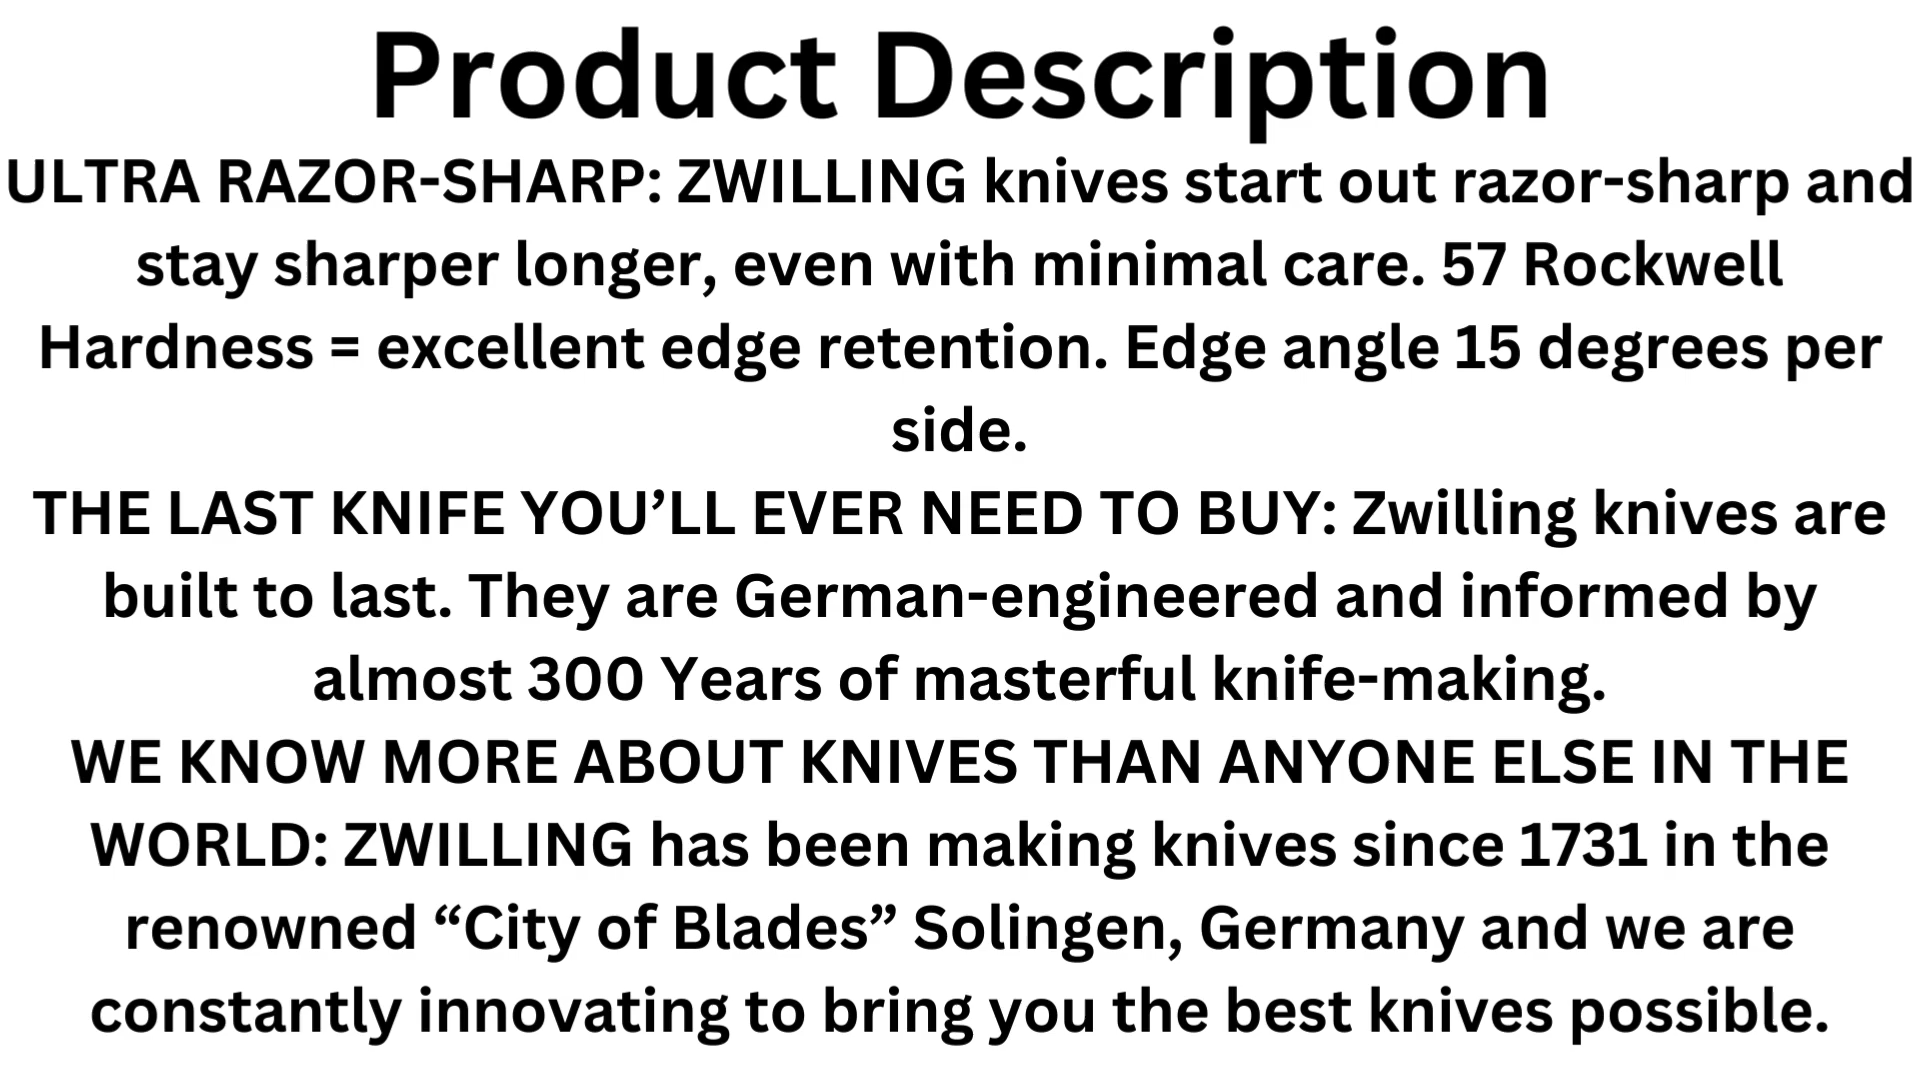 Product Description
ULTRA RAZOR-SHARP: ZWILLING knives start out razor-sharp and
stay sharper longer, even with minimal care. 57 Rockwell
Hardness = excellent edge retention. Edge angle 15 degrees per
side.
THE LAST KNIFE YOU’LL EVER NEED TO BUY: Zwilling knives are
built to last. They are German-engineered and informed by
almost 300 Years of masterful knife-making.
WE KNOW MORE ABOUT KNIVES THAN ANYONE ELSE IN THE
WORLD: ZWILLING has been making knives since 1731 in the
renowned “City of Blades” Solingen, Germany and we are
constantly innovating to bring you the best knives possible.